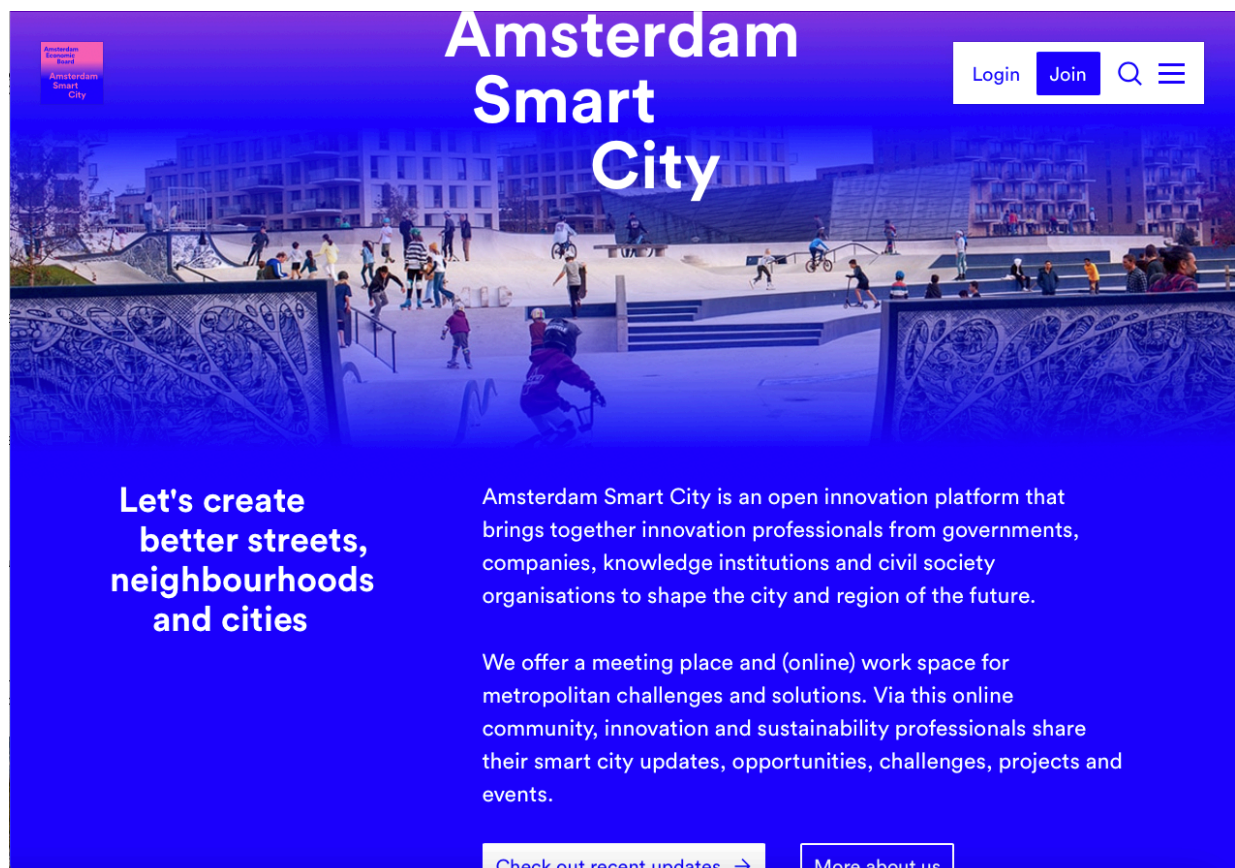 Amsterdam
Economic
Board
Amsterdam
Smart
City
Amsterdam
Smart
City
Login
Join
Let's create
better streets,
neighbourhoods
and cities
Amsterdam Smart City is an open innovation platform that
brings together innovation professionals from governments,
companies, knowledge institutions and civil society
organisations to shape the city and region of the future.
We offer a meeting place and (online) work space for
metropolitan challenges and solutions. Via this online
community, innovation and sustainability professionals share
their smart city updates, opportunities, challenges, projects and
events.
Check out recent updates →
More about us